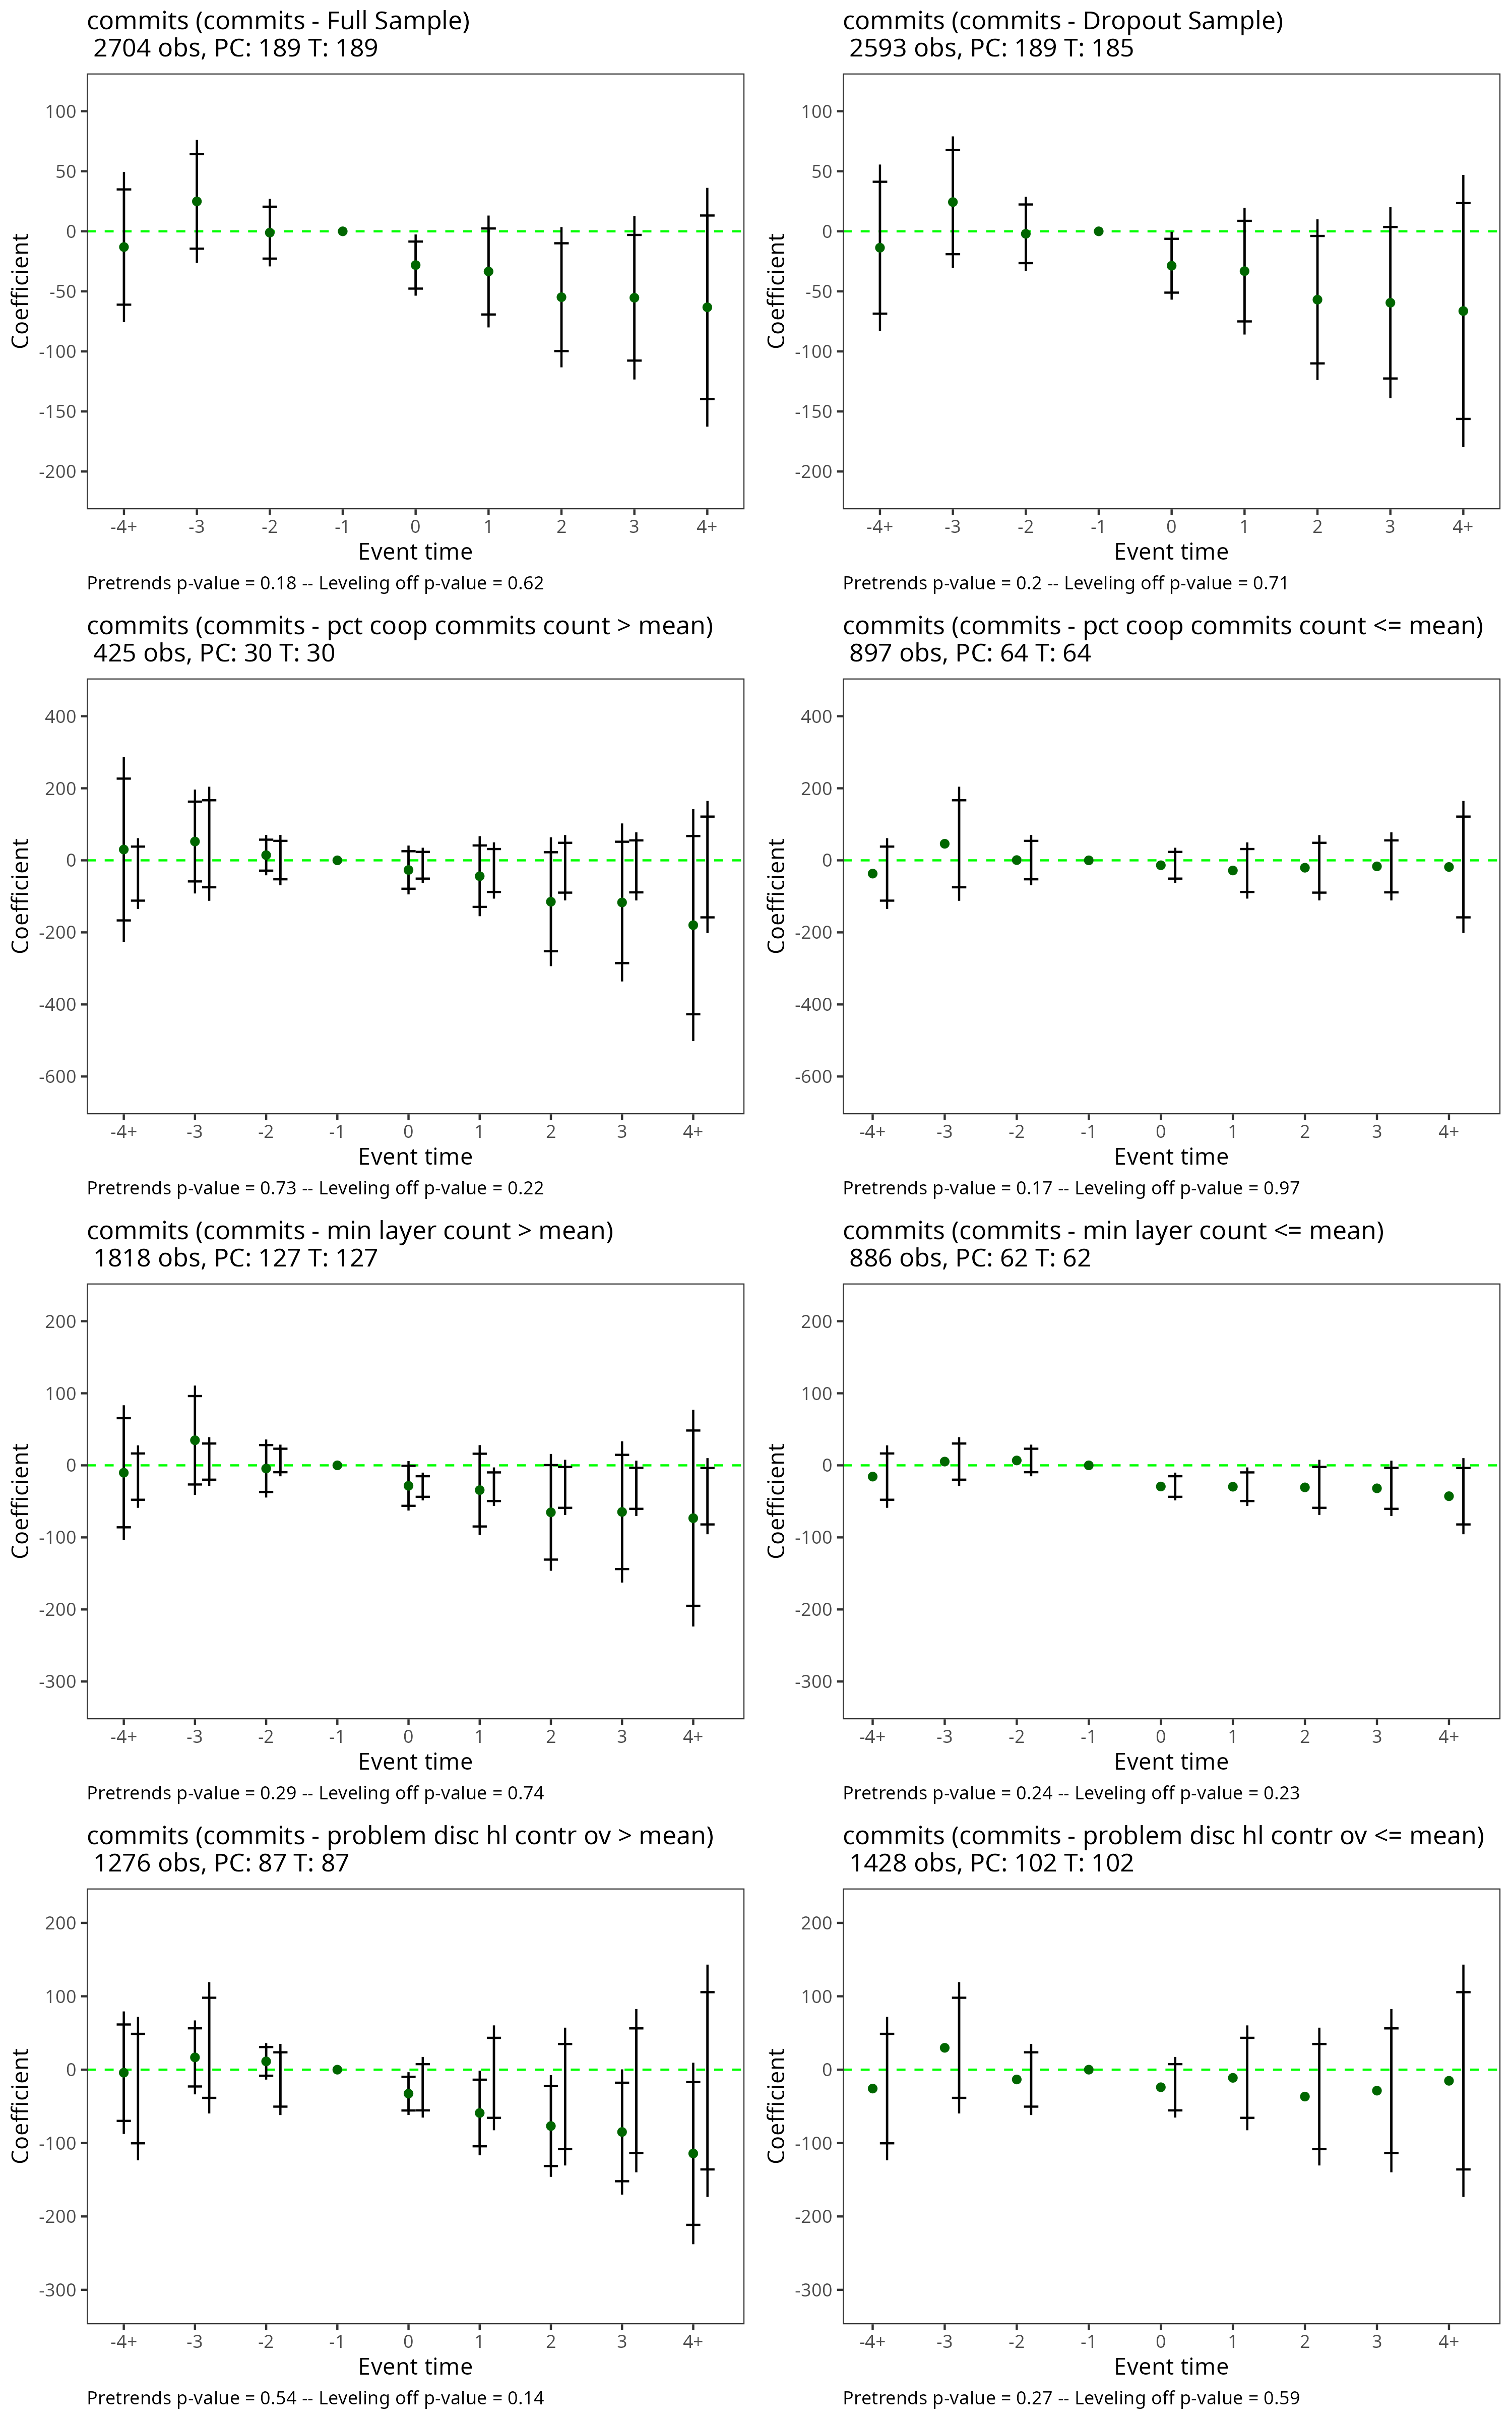 commits (commits - Full Sample)
2704 obs, PC: 189 T: 189
100
50
0
-50
-100
-150
-200
Coefficient
-4+ -3 -2 -1 0 1 2 3 4+
Event time
Pretrends p-value = 0.18 -- Leveling off p-value = 0.62
commits (commits - Dropout Sample)
2593 obs, PC: 189 T: 185
100
50
0
-50
-100
-150
-200
Coefficient
-4+ -3 -2 -1 0 1 2 3 4+
Event time
Pretrends p-value = 0.2 -- Leveling off p-value = 0.71
commits (commits - pct coop commits count > mean)
425 obs, PC: 30 T: 30
400
200
0
-200
-400
-600
Coefficient
-4+ -3 -2 -1 0 1 2 3 4+
Event time
Pretrends p-value = 0.73 -- Leveling off p-value = 0.22
commits (commits - pct coop commits count <= mean)
897 obs, PC: 64 T: 64
400
200
0
-200
-400
-600
Coefficient
-4+ -3 -2 -1 0 1 2 3 4+
Event time
Pretrends p-value = 0.17 -- Leveling off p-value = 0.97
commits (commits - min layer count > mean)
1818 obs, PC: 127 T: 127
200
100
0
-100
-200
-300
Coefficient
-4+ -3 -2 -1 0 1 2 3 4+
Event time
Pretrends p-value = 0.29 -- Leveling off p-value = 0.74
commits (commits - min layer count <= mean)
886 obs, PC: 62 T: 62
200
100
0
-100
-200
-300
Coefficient
-4+ -3 -2 -1 0 1 2 3 4+
Event time
Pretrends p-value = 0.24 -- Leveling off p-value = 0.23
commits (commits - problem disc hl contr ov > mean)
1276 obs, PC: 87 T: 87
200
100
0
-100
-200
-300
Coefficient
-4+ -3 -2 -1 0 1 2 3 4+
Event time
Pretrends p-value = 0.54 -- Leveling off p-value = 0.14
commits (commits - problem disc hl contr ov <= mean)
1428 obs, PC: 102 T: 102
200
100
0
-100
-200
-300
Coefficient
-4+ -3 -2 -1 0 1 2 3 4+
Event time
Pretrends p-value = 0.27 -- Leveling off p-value = 0.59